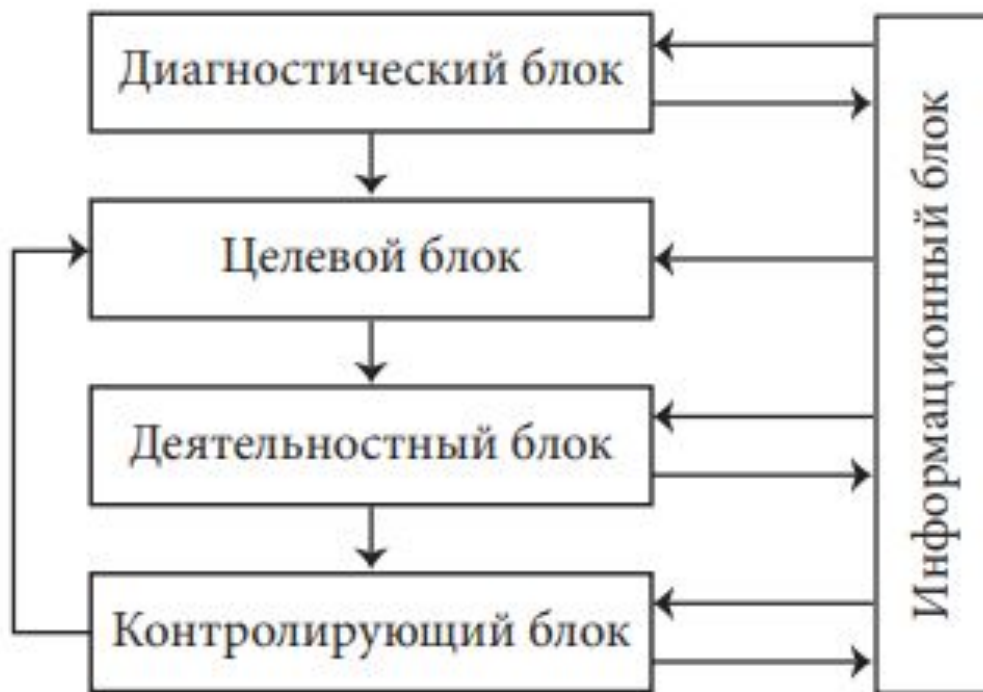 Диагностический блок
Целевой блок
Деятельностный блок
Контролирующий блок
Информационный блок